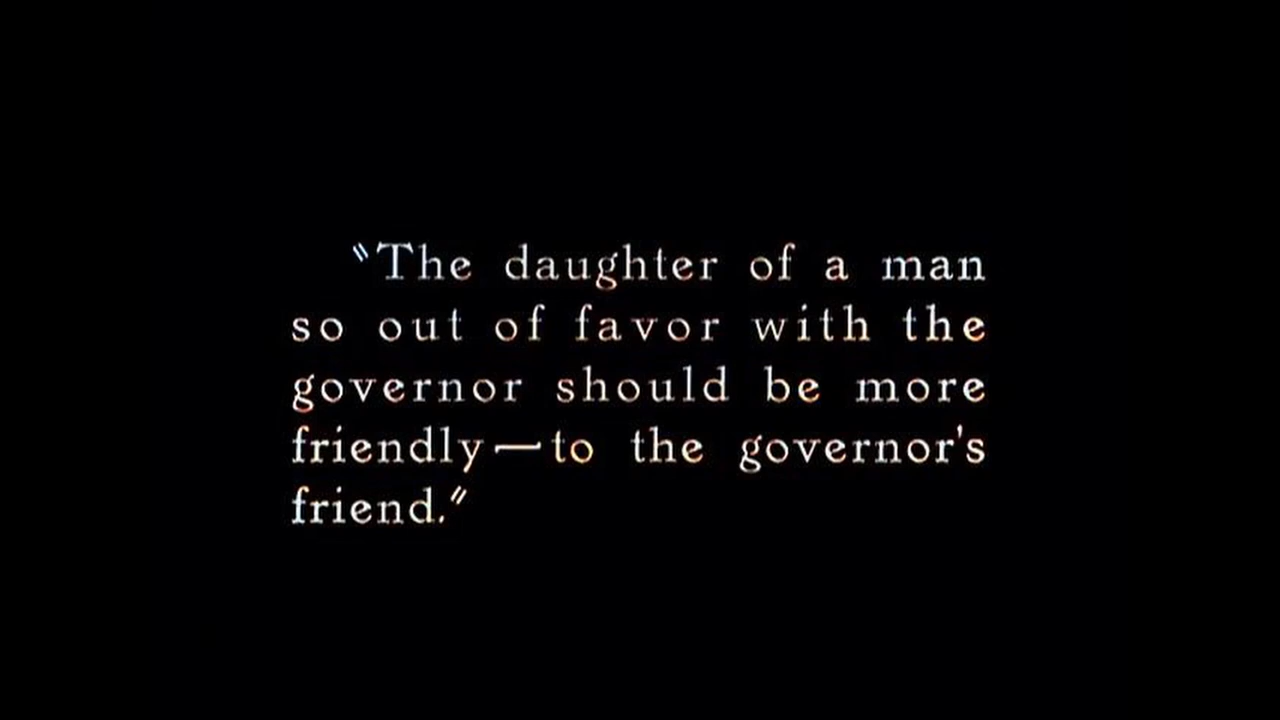 "The daughter of a man
so out of favor with the
governor should be more
friendly—to the governor's
friend."